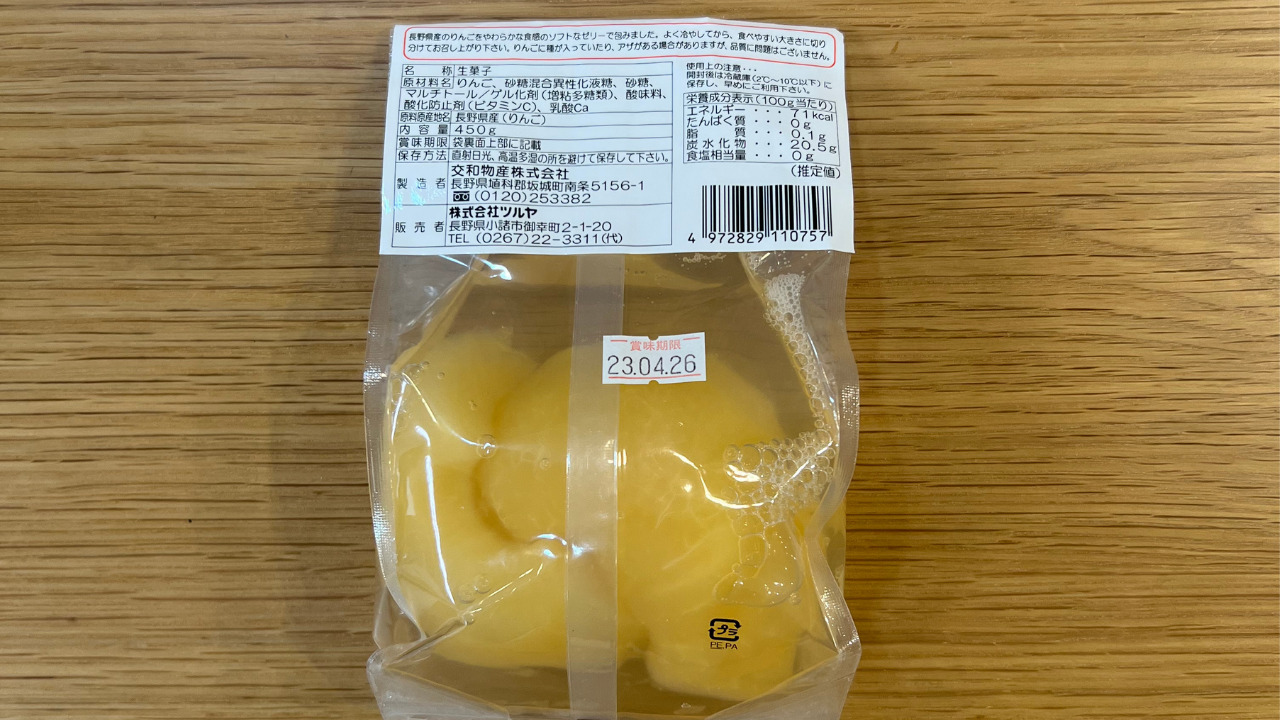 長野県産のりんごをやわらかな食感のソフトなゼリーで包みました。よく冷やしてから、食べやすい大きさに切り
分けてお召し上がり下さい。りんごに種が入っていたり、アザがある場合がありますが、品質に問題はございません。
名 称 生菓子
原材料名 りんご、砂糖混合異性化液糖、砂糖、
マルチトール/ゲル化剤(増粘多糖類)、酸味料、
酸化防止剤(ビタミンC)、乳酸Ca
原料原産地名 長野県産(りんご)
内容量 450g
賞味期限 袋裏面上部に記載
保存方法 直射日光、高温多湿の所を避けて保存して下さい。
製造者 交和物産株式会社
長野県埴科郡坂城町南条5156-1
(0120)253382
販売者 株式会社ツルヤ
長野県小諸市御幸町2-1-20
TEL (0267)22-3311(代)
使用上の注意・・・
開封後は冷蔵庫(2℃~10℃以下)に
保存し、早めにご利用下さい。
栄養成分表示(100g当たり)
エネルギー・・・71kcal
たんぱく質・・・0g
脂質・・・0.1g
炭水化物・・・20.5g
食塩相当量・・・0g
(推定値)
4 972829 110757
賞味期限
23.04.26
プラ
PE,PA